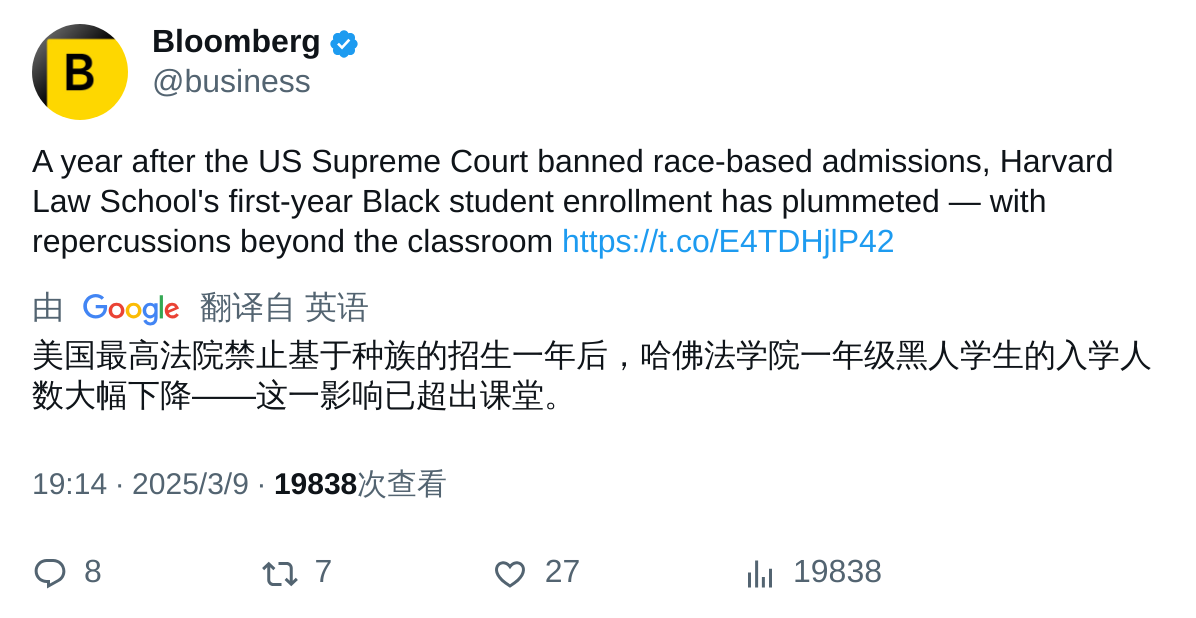 B
Bloomberg
@business
A year after the US Supreme Court banned race-based admissions, Harvard
Law School's first-year Black student enrollment has plummeted — with
repercussions beyond the classroom https://t.co/E4TDHjlP42
由 Google 翻译自 英语
美国最高法院禁止基于种族的招生一年后，哈佛法学院一年级黑人学生的入学人
数大幅下降——这一影响已超出课堂。
19:14 · 2025/3/9 · 19838次查看
8 7 27 19838